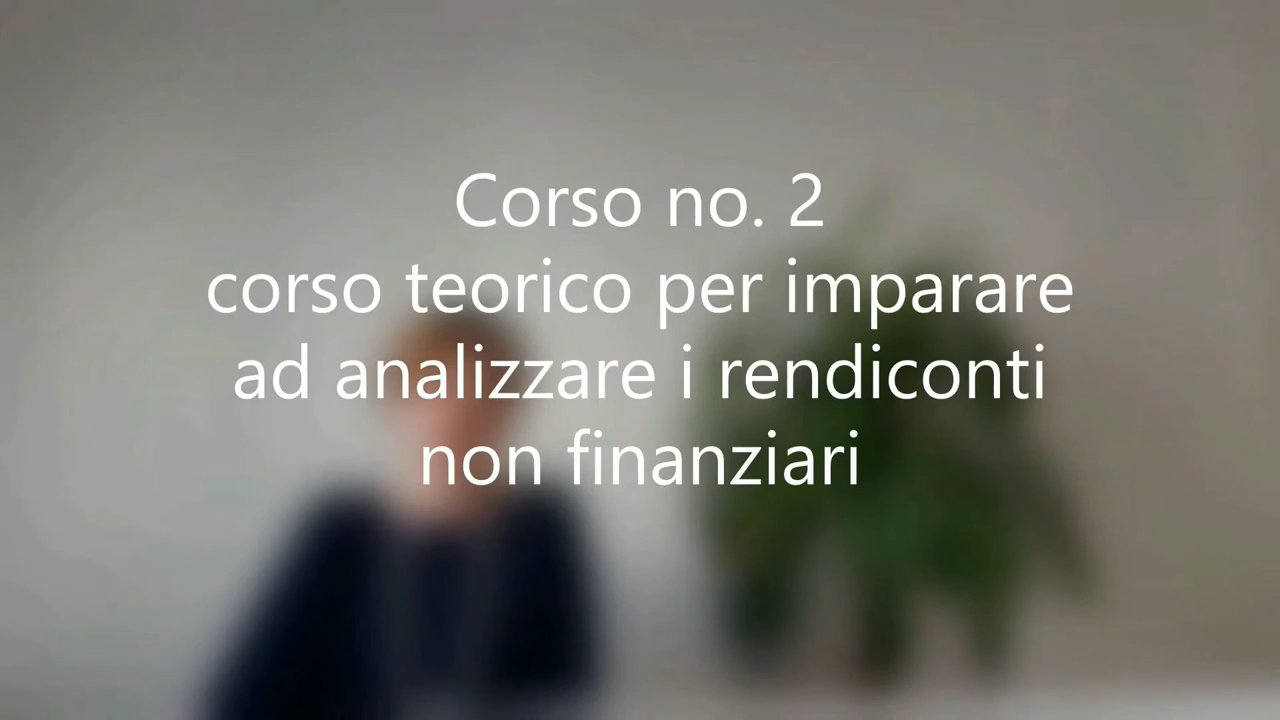 Corso no. 2
corso teorico per imparare
ad analizzare i rendiconti
non finanziari